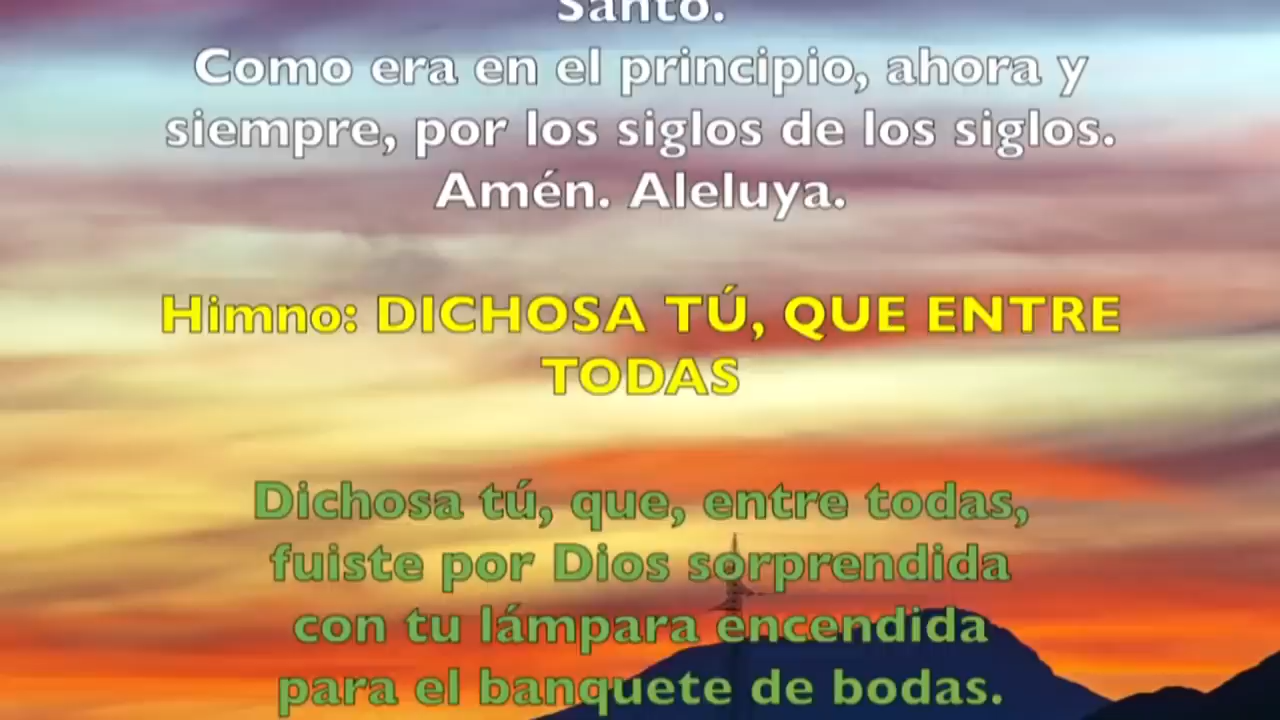 Santo.
Como era en el principio, ahora y
siempre, por los siglos de los siglos.
Amén. Aleluya.
Himno: DICHOSA TÚ, QUE ENTRE
TODAS
Dichosa tú, que, entre todas,
fuiste por Dios sorprendida
con tu lámpara encendida
para el banquete de bodas.